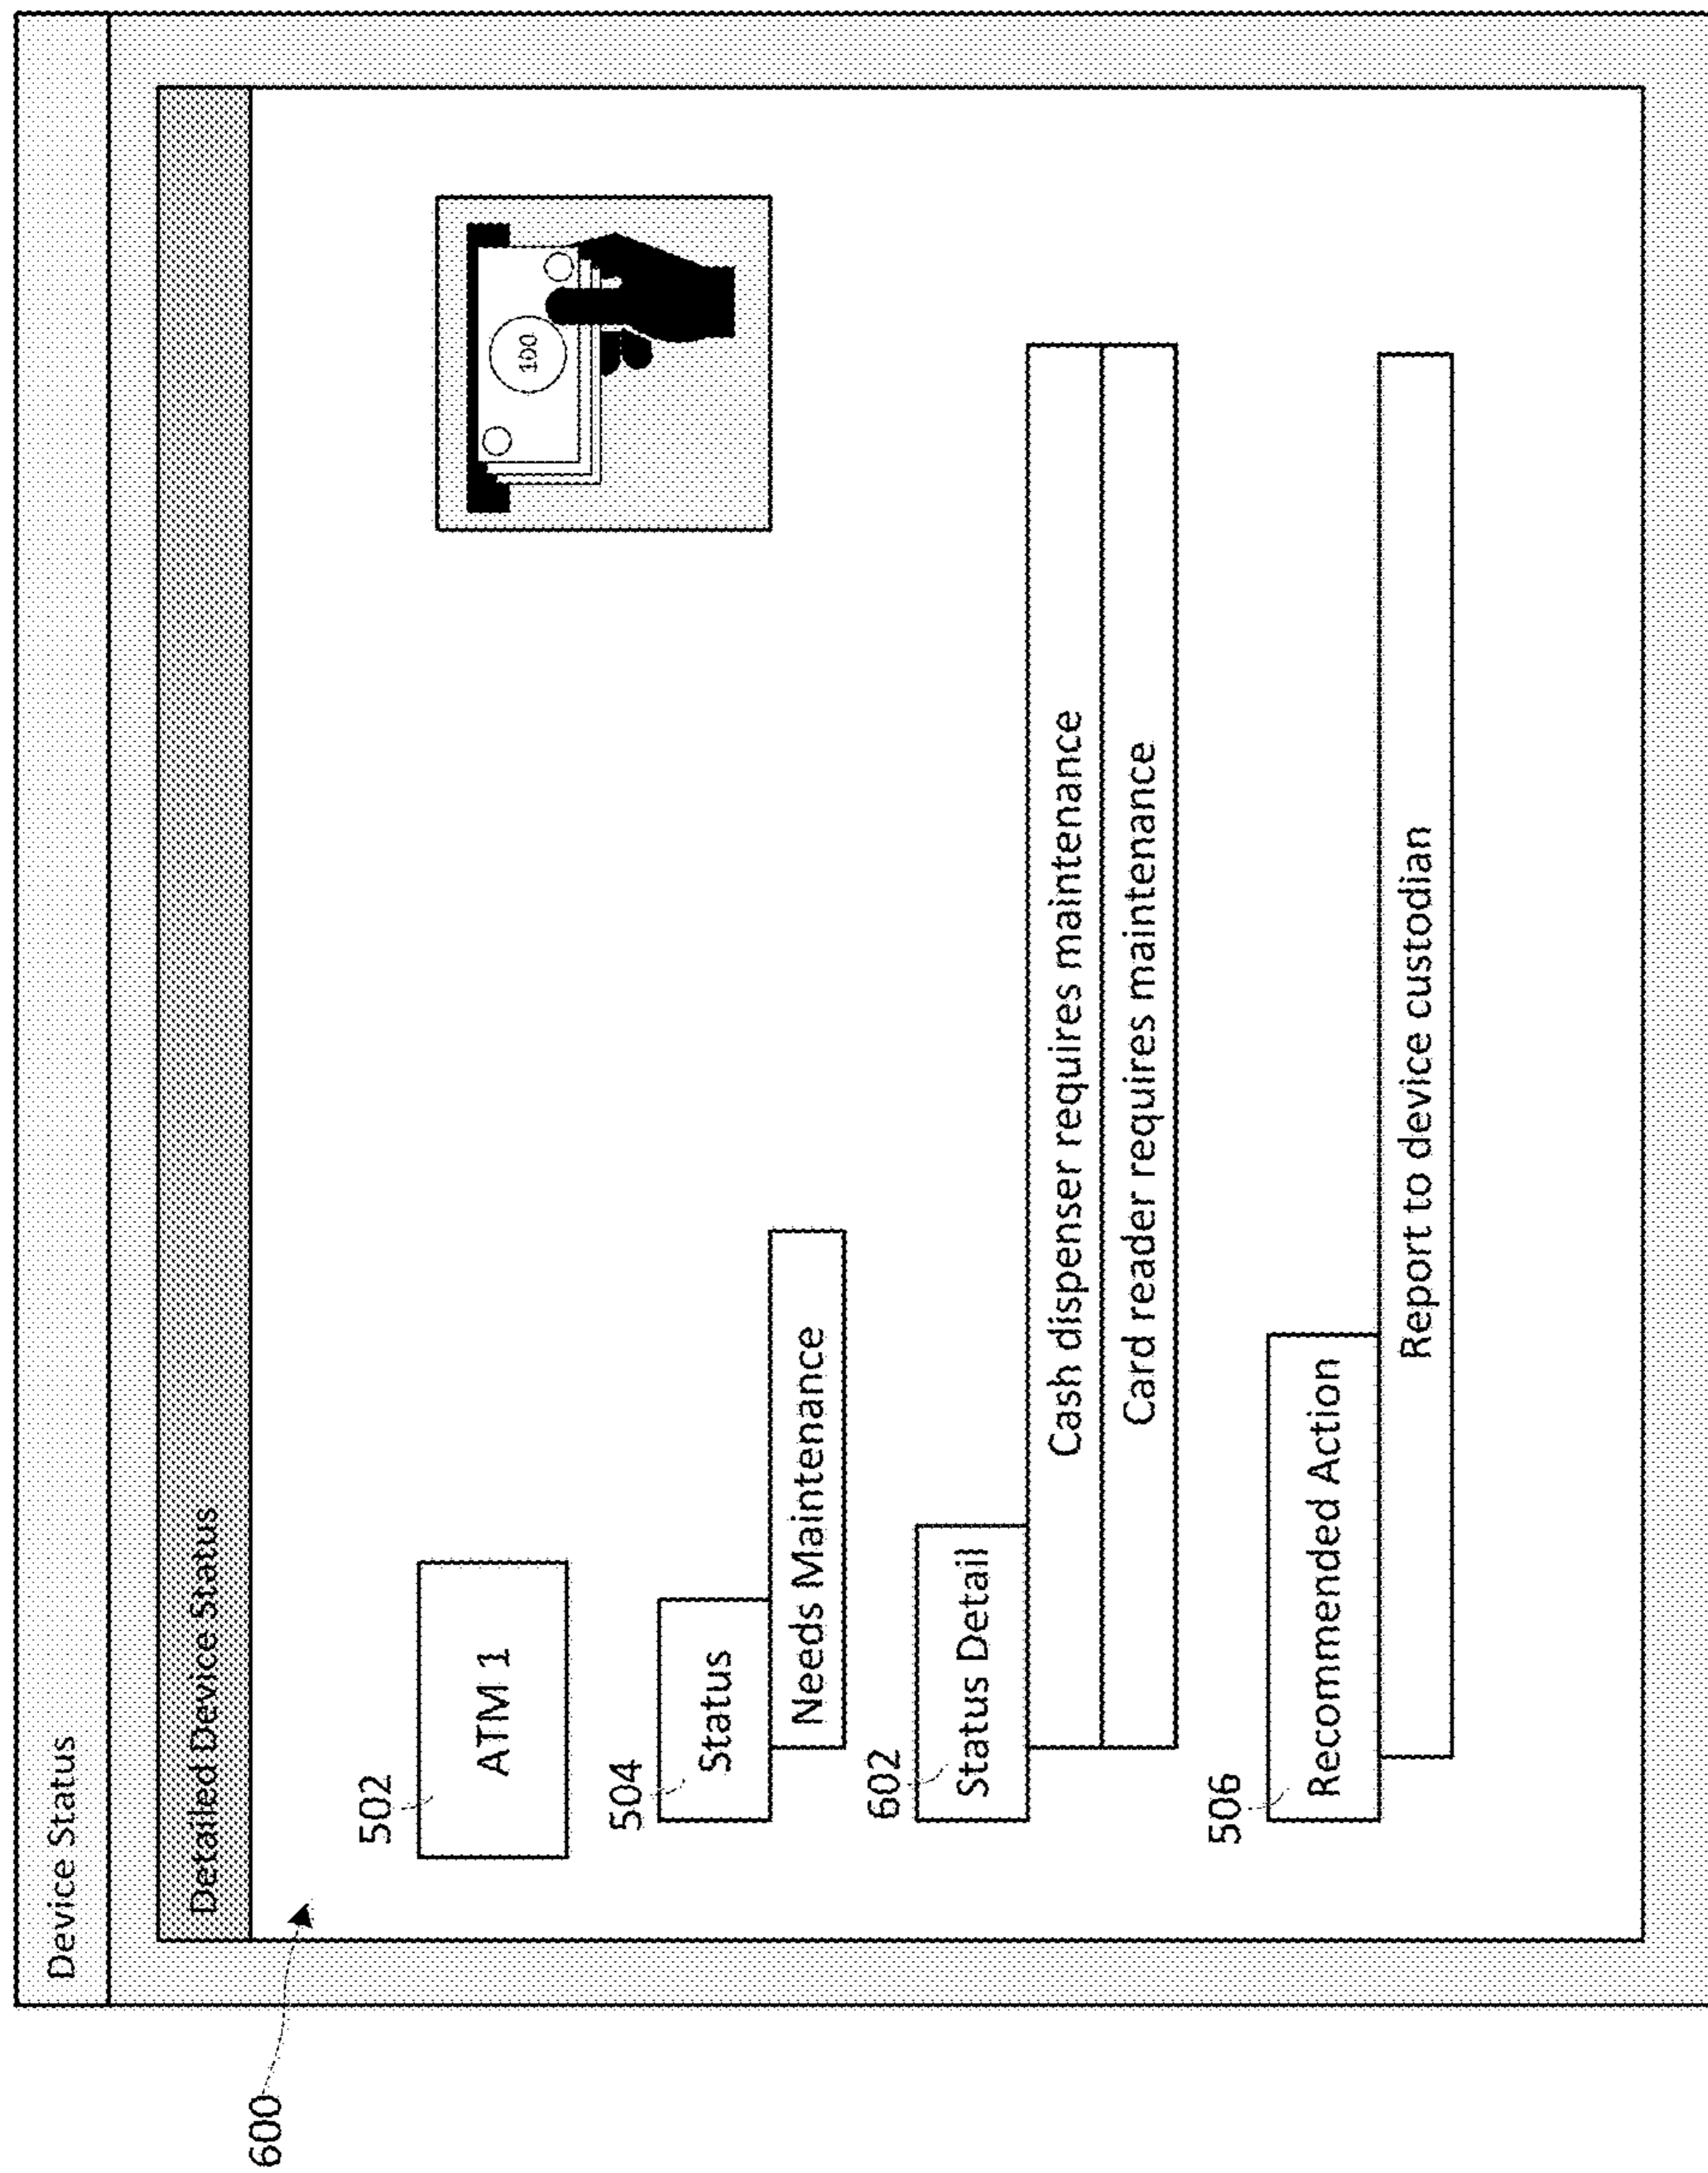 Device Status
Detailed Device Status
600
502
ATM 1
100
504
Status
Needs Maintenance
602
Status Detail
Cash dispenser requires maintenance
Card reader requires maintenance
506
Recommended Action
Report to device custodian